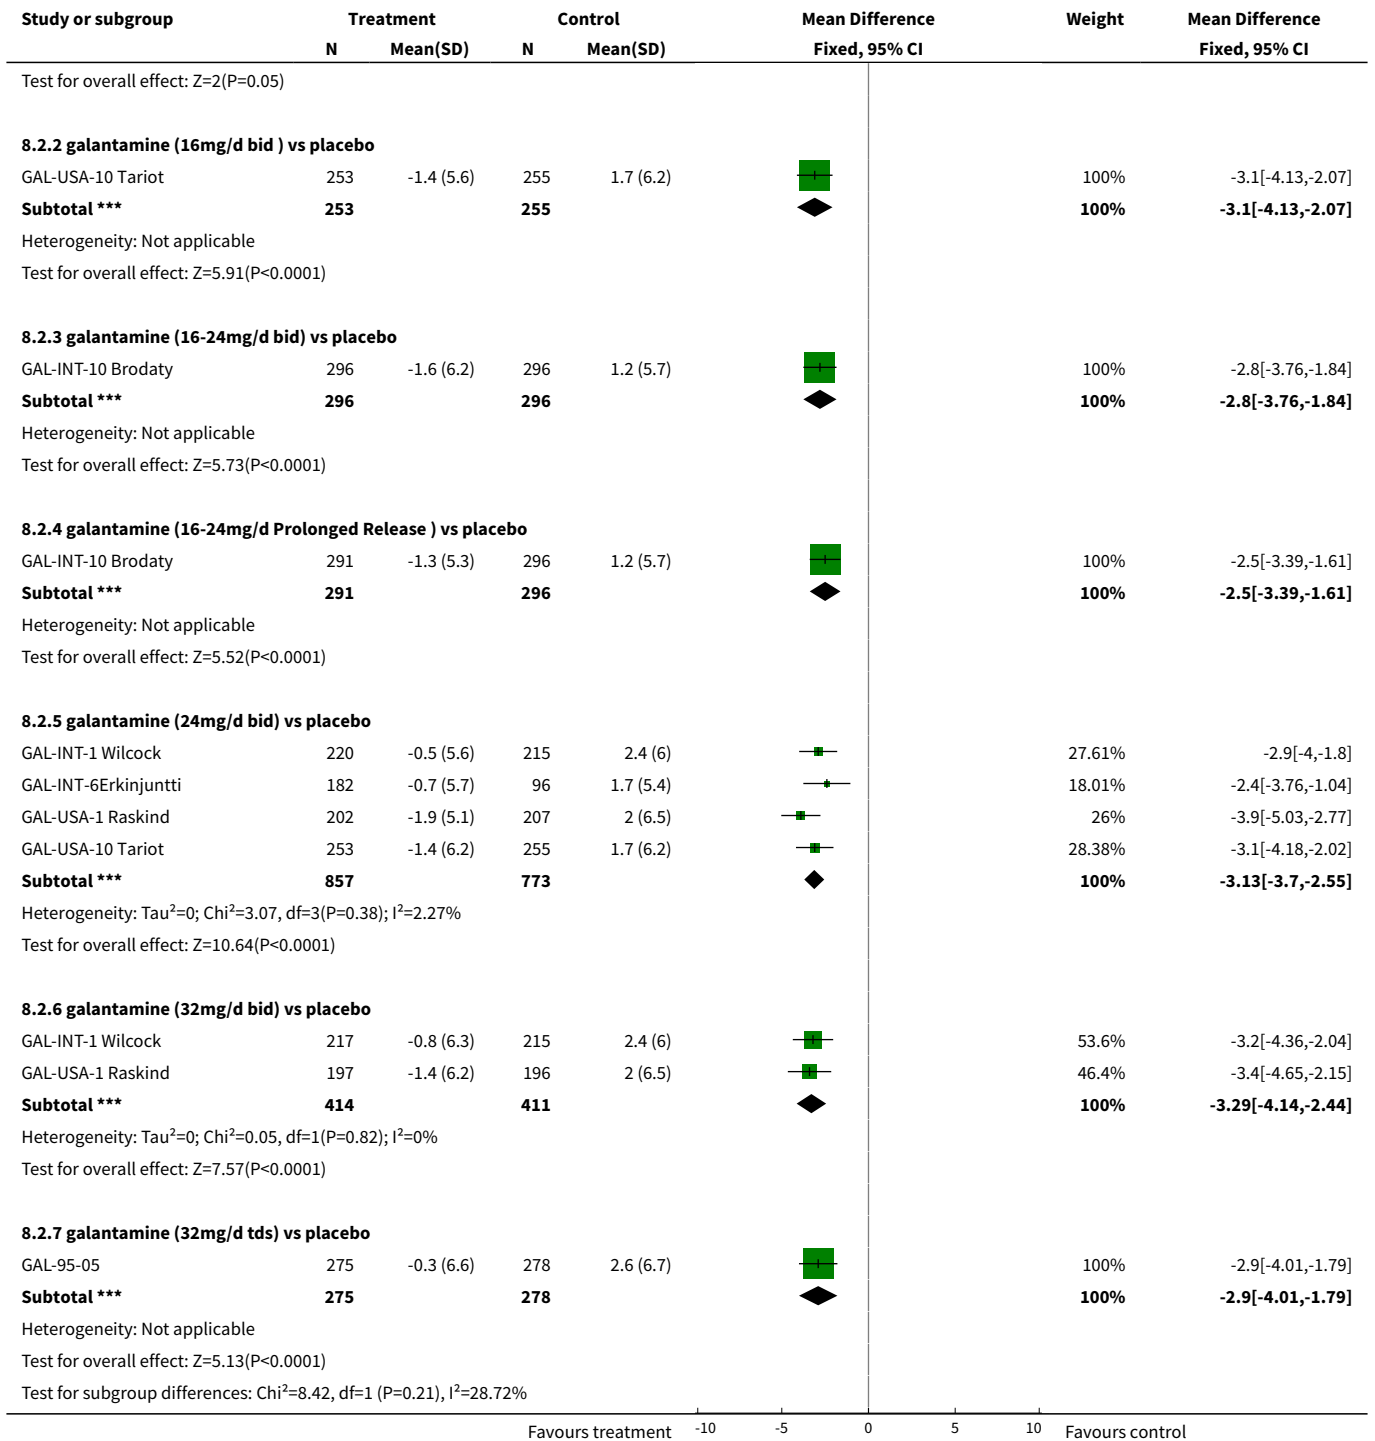 Study or subgroup Treatment Control Mean Difference Weight Mean Difference
N Mean(SD) N Mean(SD) Fixed, 95% CI Fixed, 95% CI
Test for overall effect: Z=2(P=0.05)
8.2.2 galantamine (16mg/d bid ) vs placebo
GAL-USA-10 Tariot 253 -1.4 (5.6) 255 1.7 (6.2) 100% -3.1[-4.13,-2.07]
Subtotal *** 253 255 100% -3.1[-4.13,-2.07]
Heterogeneity: Not applicable
Test for overall effect: Z=5.91(P<0.0001)
8.2.3 galantamine (16-24mg/d bid) vs placebo
GAL-INT-10 Brodaty 296 -1.6 (6.2) 296 1.2 (5.7) 100% -2.8[-3.76,-1.84]
Subtotal *** 296 296 100% -2.8[-3.76,-1.84]
Heterogeneity: Not applicable
Test for overall effect: Z=5.73(P<0.0001)
8.2.4 galantamine (16-24mg/d Prolonged Release ) vs placebo
GAL-INT-10 Brodaty 291 -1.3 (5.3) 296 1.2 (5.7) 100% -2.5[-3.39,-1.61]
Subtotal *** 291 296 100% -2.5[-3.39,-1.61]
Heterogeneity: Not applicable
Test for overall effect: Z=5.52(P<0.0001)
8.2.5 galantamine (24mg/d bid) vs placebo
GAL-INT-1 Wilcock 220 -0.5 (5.6) 215 2.4 (6) 27.61% -2.9[-4,-1.8]
GAL-INT-6Erkinjuntti 182 -0.7 (5.7) 96 1.7 (5.4) 18.01% -2.4[-3.76,-1.04]
GAL-USA-1 Raskind 202 -1.9 (5.1) 207 2 (6.5) 26% -3.9[-5.03,-2.77]
GAL-USA-10 Tariot 253 -1.4 (6.2) 255 1.7 (6.2) 28.38% -3.1[-4.18,-2.02]
Subtotal *** 857 773 100% -3.13[-3.7,-2.55]
Heterogeneity: Tau²=0; Chi²=3.07, df=3(P=0.38); I²=2.27%
Test for overall effect: Z=10.64(P<0.0001)
8.2.6 galantamine (32mg/d bid) vs placebo
GAL-INT-1 Wilcock 217 -0.8 (6.3) 215 2.4 (6) 53.6% -3.2[-4.36,-2.04]
GAL-USA-1 Raskind 197 -1.4 (6.2) 196 2 (6.5) 46.4% -3.4[-4.65,-2.15]
Subtotal *** 414 411 100% -3.29[-4.14,-2.44]
Heterogeneity: Tau²=0; Chi²=0.05, df=1(P=0.82); I²=0%
Test for overall effect: Z=7.57(P<0.0001)
8.2.7 galantamine (32mg/d tds) vs placebo
GAL-95-05 275 -0.3 (6.6) 278 2.6 (6.7) 100% -2.9[-4.01,-1.79]
Subtotal *** 275 278 100% -2.9[-4.01,-1.79]
Heterogeneity: Not applicable
Test for overall effect: Z=5.13(P<0.0001)
Test for subgroup differences: Chi²=8.42, df=1 (P=0.21), I²=28.72%
Favours treatment -10 -5 0 5 10 Favours control